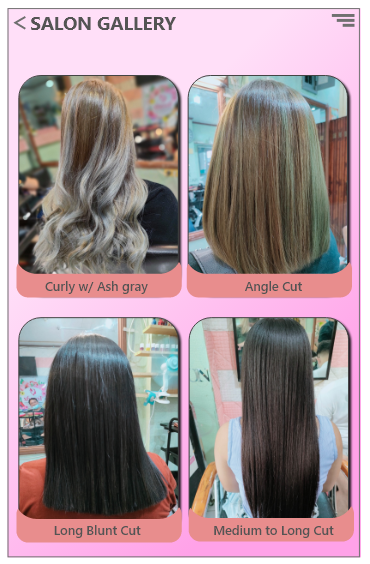 < SALON GALLERY
Curly w/ Ash gray
Angle Cut
Long Blunt Cut
Medium to Long Cut